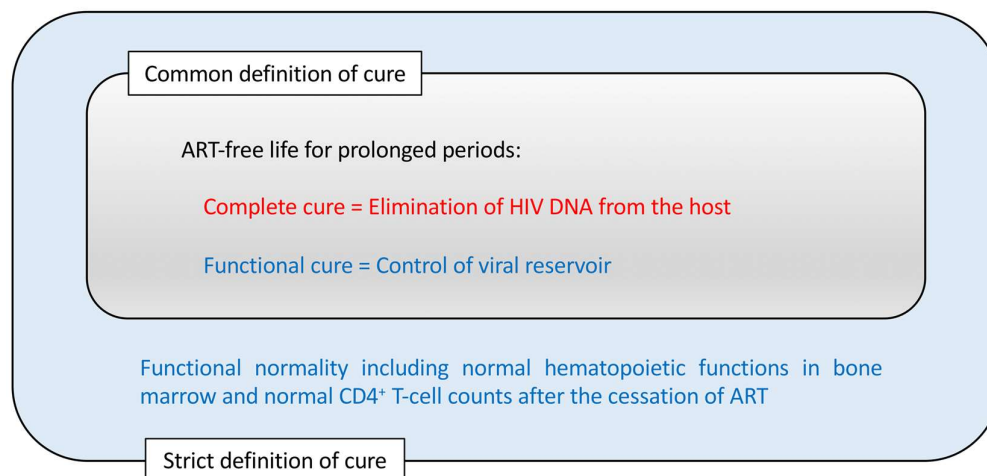 Common definition of cure
ART-free life for prolonged periods:
Complete cure = Elimination of HIV DNA from the host
Functional cure = Control of viral reservoir
Functional normality including normal hematopoietic functions in bone
marrow and normal CD4⁺ T-cell counts after the cessation of ART
Strict definition of cure